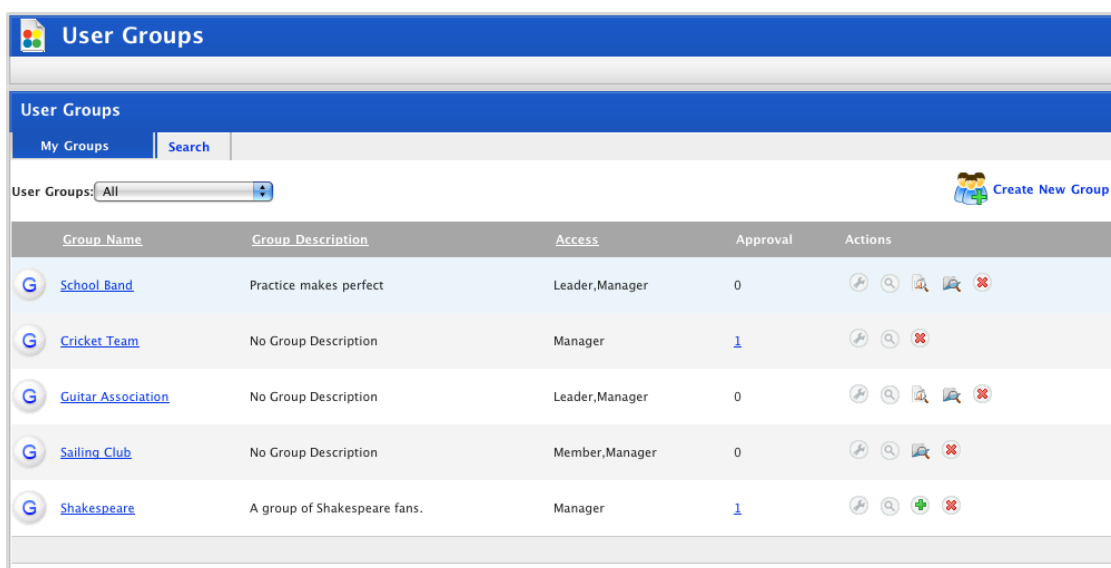 User Groups
User Groups
My Groups Search
User Groups: All Create New Group
Group Name Group Description Access Approval Actions
G School Band Practice makes perfect Leader,Manager 0
G Cricket Team No Group Description Manager 1
G Guitar Association No Group Description Leader,Manager 0
G Sailing Club No Group Description Member,Manager 0
G Shakespeare A group of Shakespeare fans. Manager 1